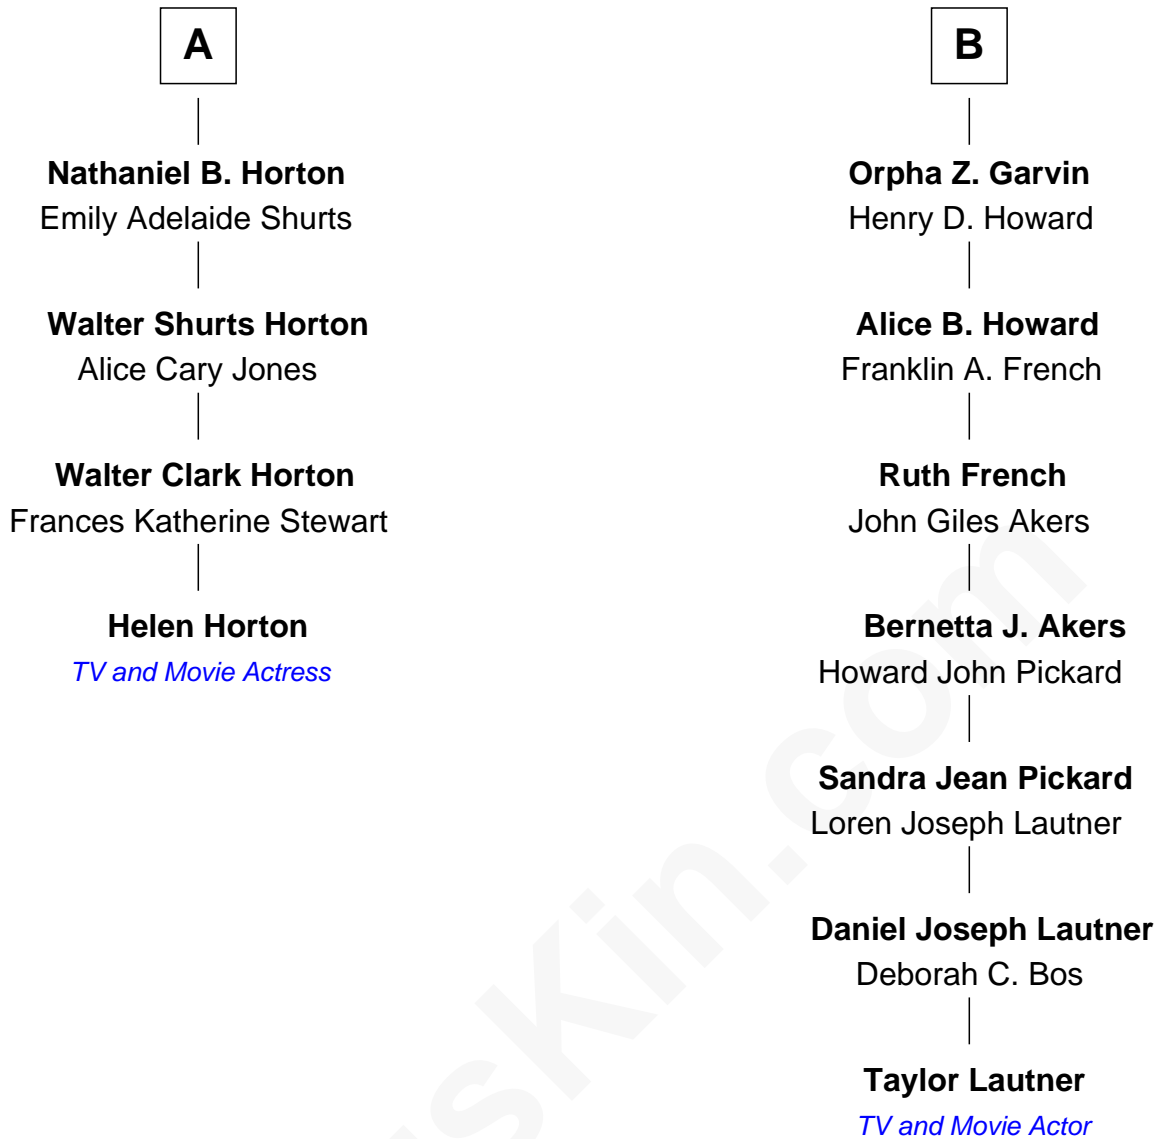 A
Nathaniel B. Horton
Emily Adelaide Shurts
Walter Shurts Horton
Alice Cary Jones
Walter Clark Horton
Frances Katherine Stewart
Helen Horton
TV and Movie Actress
B
Orpha Z. Garvin
Henry D. Howard
Alice B. Howard
Franklin A. French
Ruth French
John Giles Akers
Bernetta J. Akers
Howard John Pickard
Sandra Jean Pickard
Loren Joseph Lautner
Daniel Joseph Lautner
Deborah C. Bos
Taylor Lautner
TV and Movie Actor
sKin.com